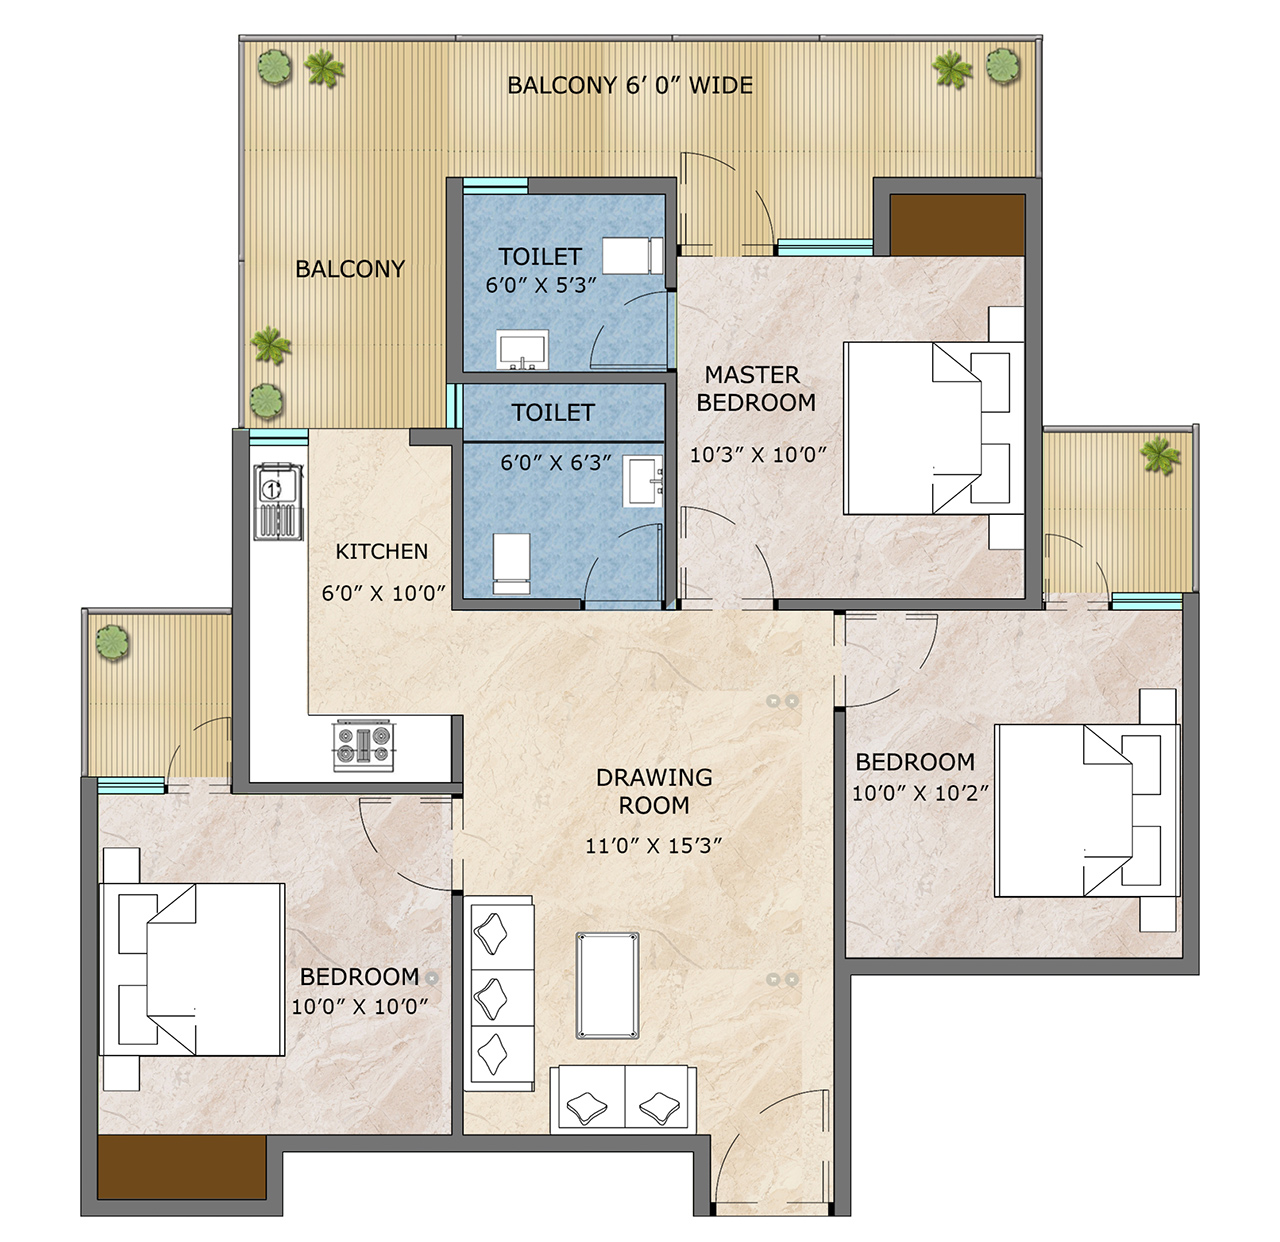 BALCONY 6' 0" WIDE
BALCONY
TOILET
6'0" X 5'3"
TOILET
6'0" X 6'3"
MASTER
BEDROOM
10'3" X 10'0"
KITCHEN
6'0" X 10'0"
DRAWING
ROOM
11'0" X 15'3"
BEDROOM
10'0" X 10'2"
BEDROOM
10'0" X 10'0"